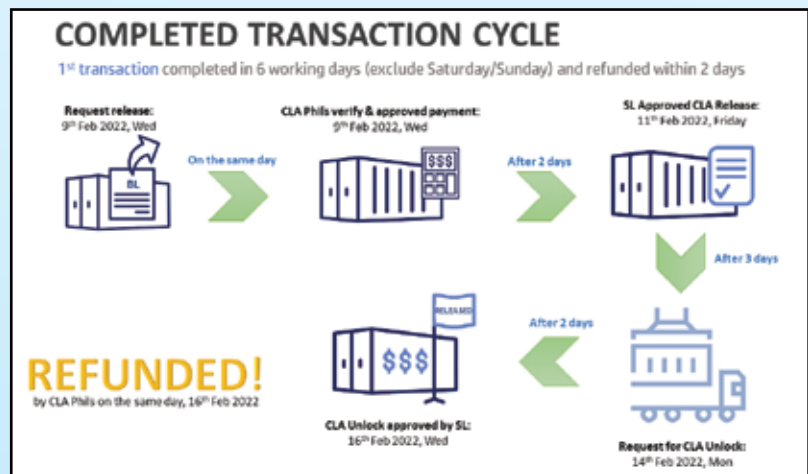 COMPLETED TRANSACTION CYCLE
1st transaction completed in 6 working days (exclude Saturday/Sunday) and refunded within 2 days
Request release:
9th Feb 2022, Wed
BL
On the same day
CLA Phils verify & approved payment:
9th Feb 2022, Wed
$$$
After 2 days
SL Approved CLA Release:
11th Feb 2022, Friday
After 3 days
Request for CLA Unlock:
14th Feb 2022, Mon
After 2 days
RELEASED
$$$
CLA Unlock approved by SL:
16th Feb 2022, Wed
REFUNDED!
by CLA Phils on the same day, 16th Feb 2022